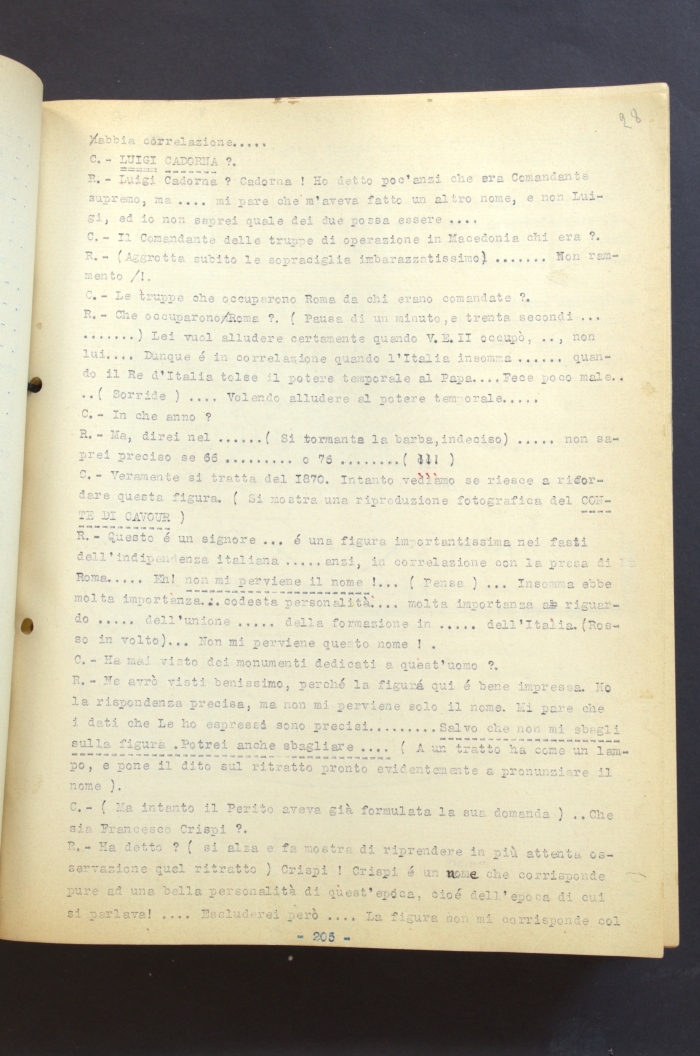 28
abbia correlazione.....
C.- LUIGI CADORNA ?.
R.- Luigi Cadorna ? Cadorna ! Ho detto poc'anzi che era Comandante
supremo, ma .... mi pare che m'aveva fatto un altro nome, e non Lui-
gi, ed io non saprei quale dei due possa essere ....
C.- Il Comandante delle truppe di operazione in Macedonia chi era ?.
R.- (Aggrotta subito le sopraciglia imbarazzatissimo) ....... Non ram-
mento /!.
C.- Le truppe che occuparono Roma da chi erano comandate ?.
R.- Che occuparono/Roma ?. ( Pausa di un minuto,e trenta secondi ...
........) Lei vuol alludere certamente quando V.E.II occupò, .., non
lui.... Dunque é in correlazione quando l'Italia insomma ...... quan-
do il Re d'Italia tolse il potere temporale al Papa....Fece poco male..
..( Sorride ) .... Volendo alludere al potere temporale.....
C.- In che anno ?
R.- Ma, direi nel ......( Si tormanta la barba,indeciso) ..... non sa-
prei preciso se 66 ......... o 76 ........( !!! )
C.- Veramente si tratta del 1870. Intanto vediamo se riesce a ricor-
dare questa figura. ( Si mostra una riproduzione fotografica del CON-
TE DI CAVOUR )
R.- Questo é un signore ... é una figura importantissima nei fasti
dell'indipendenza italiana .....anzi, in correlazione con la presa di
Roma..... Eh! non mi perviene il nome !... ( Pensa ) ... Insomma ebbe
molta importanza... codesta personalità.... molta importanza a riguar-
do ..... dell'unione ..... della formazione in ..... dell'Italia.(Ros-
so in volto)... Non mi perviene questo nome ! .
C.- Ha mai visto dei monumenti dedicati a quest'uomo ?.
R.- Ne avrò visti benissimo, perché la figura qui é bene impressa. Ho
la rispondenza precisa, ma non mi perviene solo il nome. Mi pare che
i dati che Le ho espressi sono precisi.........Salvo che non mi sbagli
sulla figura .Potrei anche sbagliare .... ( A un tratto ha come un lam-
po, e pone il dito sul ritratto pronto evidentemente a pronunziare il
nome ).
C.- ( Ma intanto il Perito aveva già formulata la sua domanda ) ..Che
sia Francesco Crispi ?.
R.- Ha detto ? ( si alza e fa mostra di riprendere in più attenta os-
servazione quel ritratto ) Crispi ! Crispi é un nome che corrisponde
pure ad una bella personalità di quest'epoca, cioé dell'epoca di cui
si parlava! .... Escluderei però .... La figura non mi corrisponde col
- 205 -